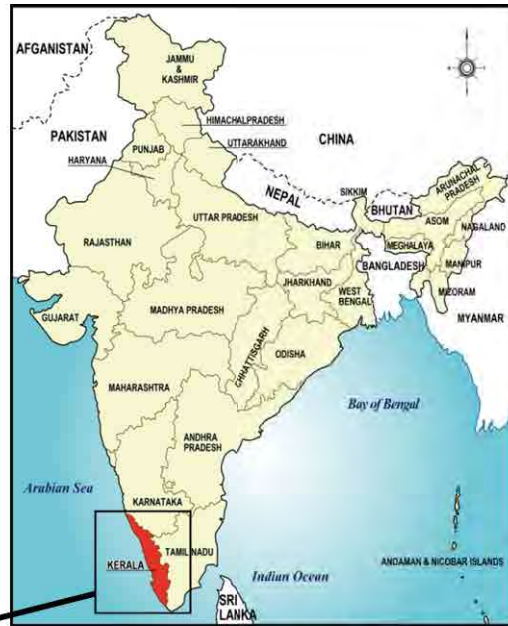 AFGANISTAN
JAMMU
&
KASHMIR
HIMACHALPRADESH
PAKISTAN
PUNJAB
UTTARAKHAND
CHINA
HARYANA
NEPAL
SIKKIM
ARUNACHAL
PRADESH
BHUTAN
UTTAR PRADESH
ASOM
NAGALAND
RAJASTHAN
BIHAR
MEGHALAYA
BANGLADESH
MANIPUR
JHARKHAND
WEST
BENGAL
MIZORAM
GUJARAT
MADHYA PRADESH
CHHATTISGARH
MYANMAR
ODISHA
MAHARASHTRA
Bay of Bengal
ANDHRA
PRADESH
Arabian Sea
KARNATAKA
TAMIL NADU
KERALA
ANDAMAN & NICOBAR ISLANDS
Indian Ocean
SRI
LANKA